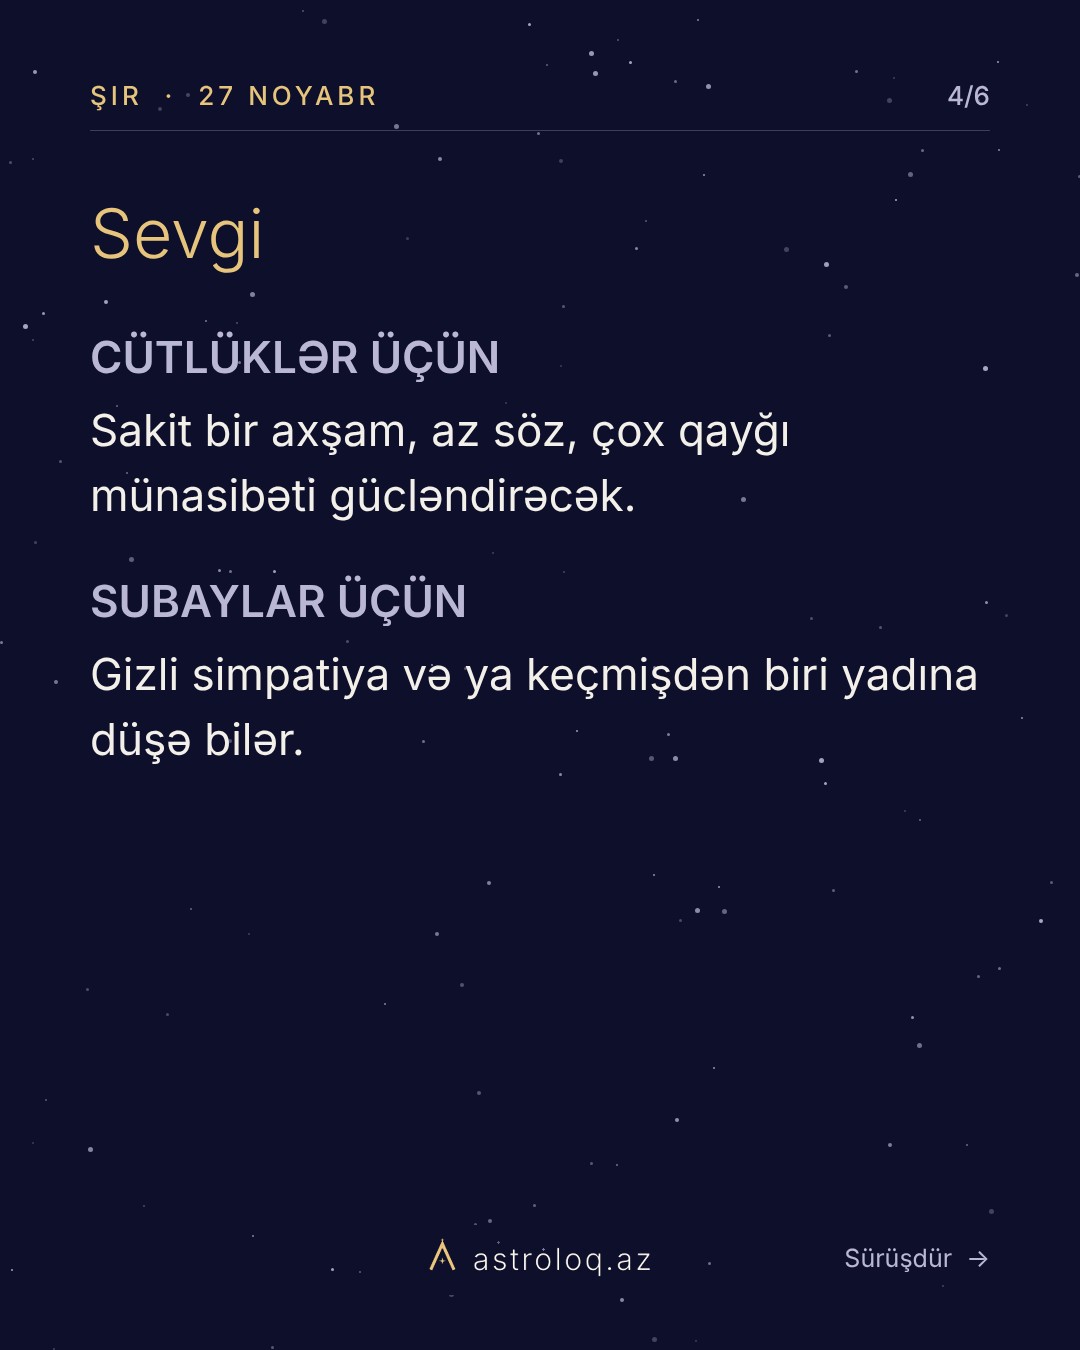 ŞIR · 27 NOYABR 4/6
Sevgi
CÜTLÜKLƏR ÜÇÜN
Sakit bir axşam, az söz, çox qayğı
münasibəti gücləndirəcək.
SUBAYLAR ÜÇÜN
Gizli simpatiya və ya keçmişdən biri yadına
düşə bilər.
astroloq.az Sürüşdür →